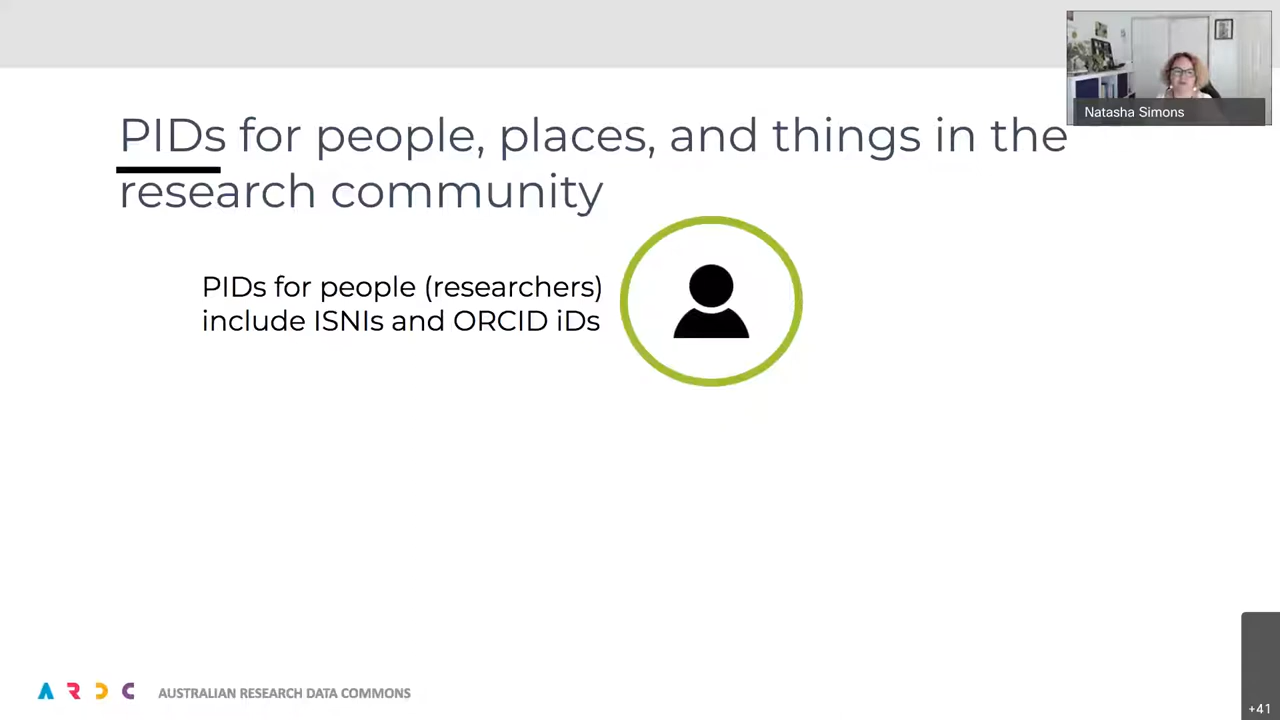 Natasha Simons
PIDs for people, places, and things in the
research community
PIDs for people (researchers)
include ISNIs and ORCID iDs
ARDC AUSTRALIAN RESEARCH DATA COMMONS
+41